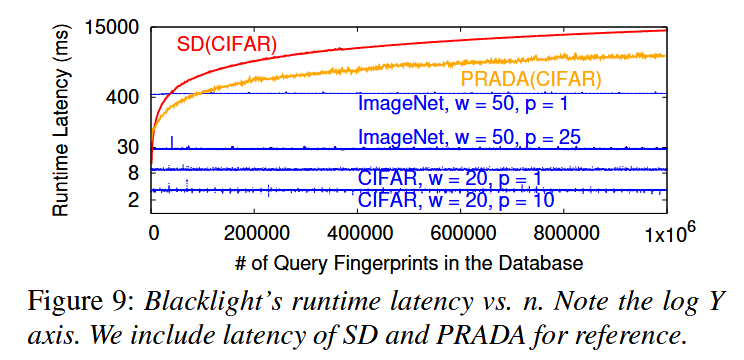 15000
400
30
8
2
Runtime Latency (ms)
SD(CIFAR)
PRADA(CIFAR)
ImageNet, w = 50, p = 1
ImageNet, w = 50, p = 25
CIFAR, w = 20, p = 1
CIFAR, w = 20, p = 10
0 200000 400000 600000 800000 1x10⁶
# of Query Fingerprints in the Database
Figure 9: Blacklight's runtime latency vs. n. Note the log Y
axis. We include latency of SD and PRADA for reference.